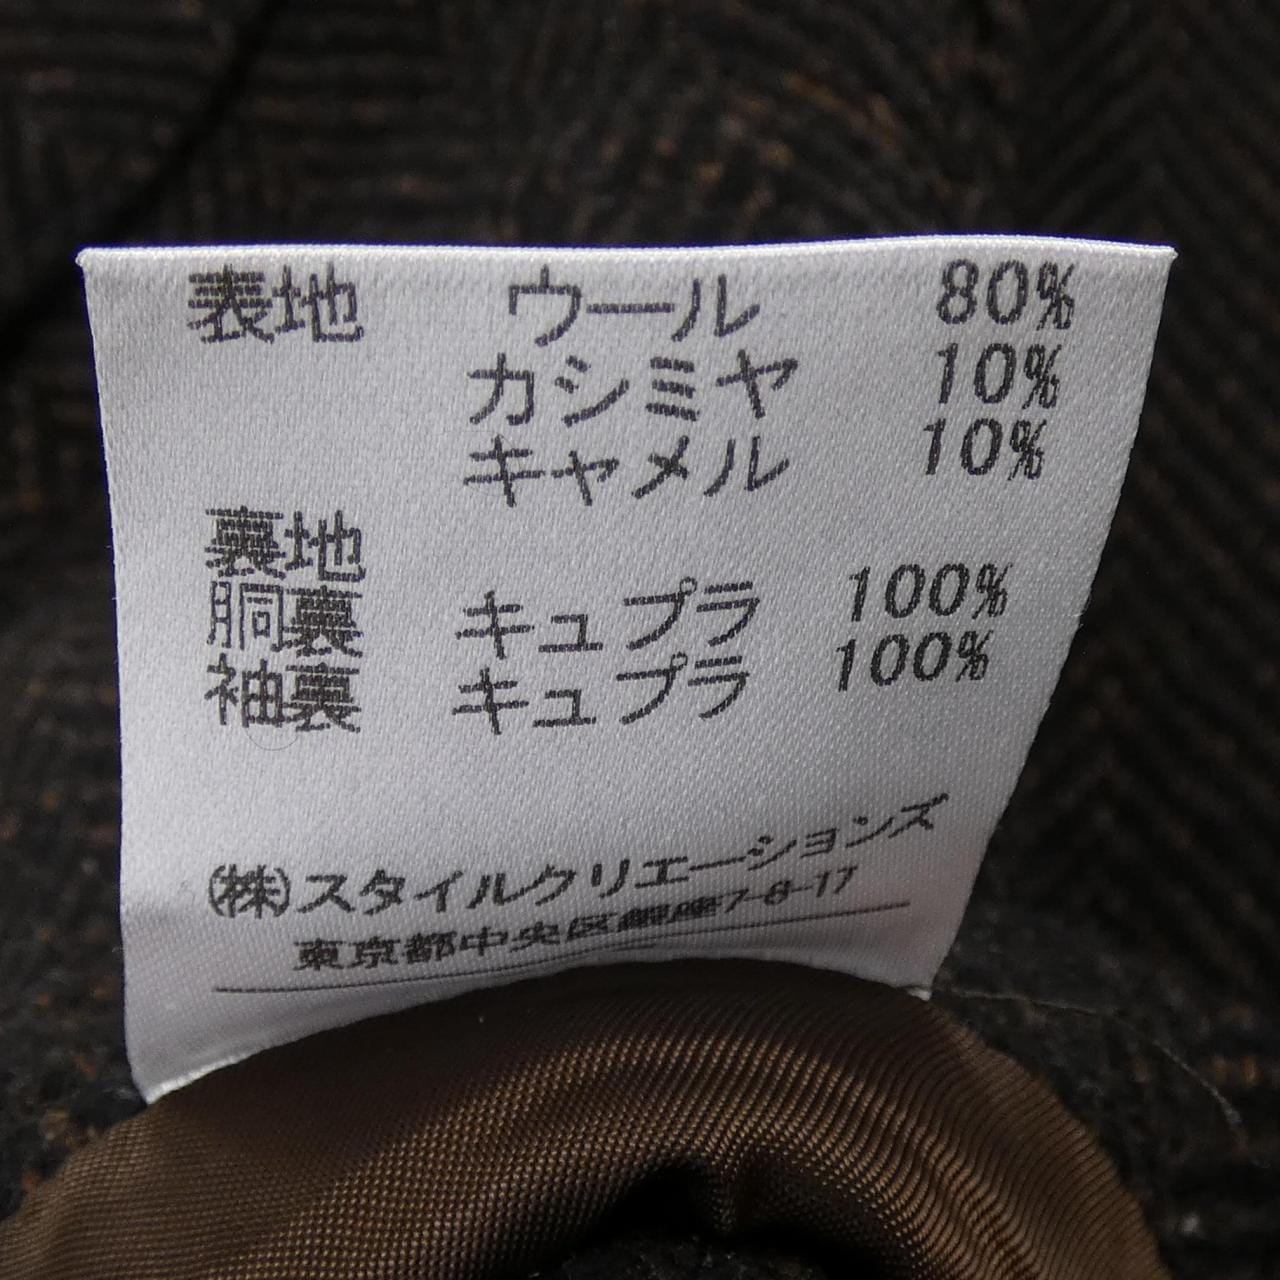 表地 ウール 80%
カシミヤ 10%
キャメル 10%
裏地
胴裏 キュプラ 100%
袖裏 キュプラ 100%
㈱スタイルクリエーションズ
東京都中央区銀座7-8-17